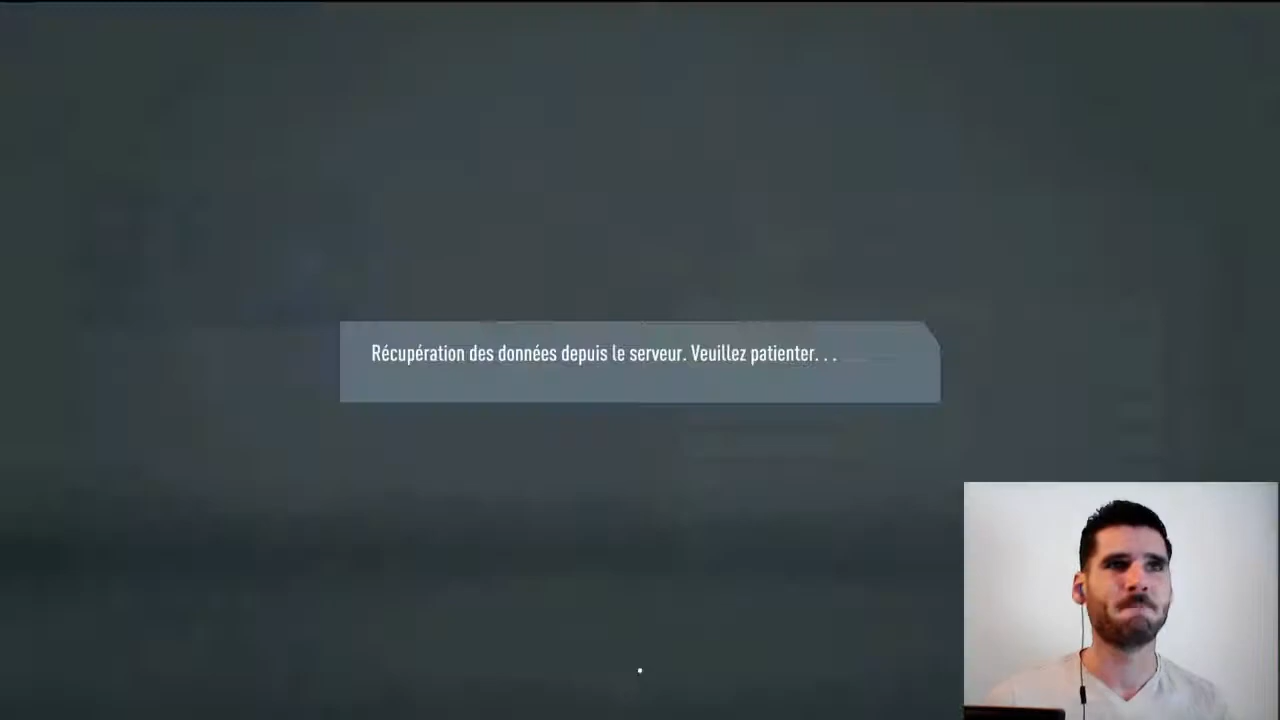 Récupération des données depuis le serveur. Veuillez patienter. . .